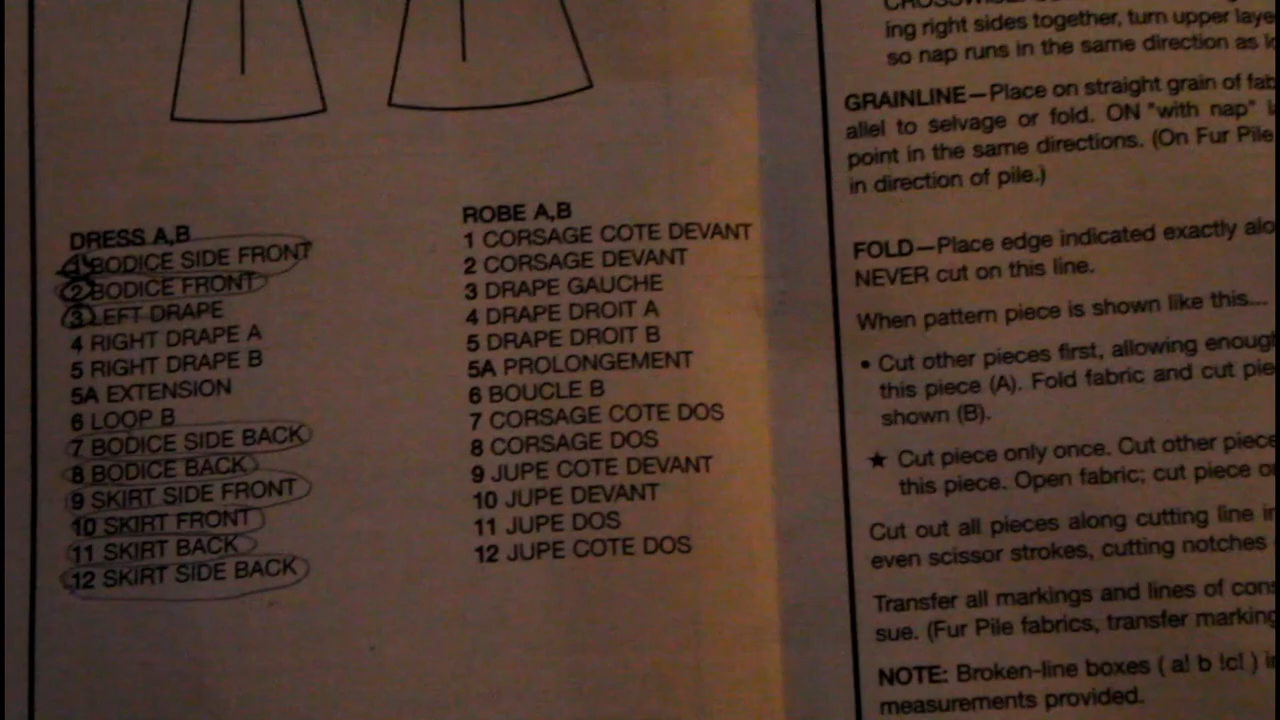 DRESS A,B
1 BODICE SIDE FRONT
2 BODICE FRONT
3 LEFT DRAPE
4 RIGHT DRAPE A
5 RIGHT DRAPE B
5A EXTENSION
6 LOOP B
7 BODICE SIDE BACK
8 BODICE BACK
9 SKIRT SIDE FRONT
10 SKIRT FRONT
11 SKIRT BACK
12 SKIRT SIDE BACK
ROBE A,B
1 CORSAGE COTE DEVANT
2 CORSAGE DEVANT
3 DRAPE GAUCHE
4 DRAPE DROIT A
5 DRAPE DROIT B
5A PROLONGEMENT
6 BOUCLE B
7 CORSAGE COTE DOS
8 CORSAGE DOS
9 JUPE COTE DEVANT
10 JUPE DEVANT
11 JUPE DOS
12 JUPE COTE DOS
ing right sides together, turn upper laye
so nap runs in the same direction as
GRAINLINE—Place on straight grain of fab
allel to selvage or fold. ON "with nap"
point in the same directions. (On Fur Pile
in direction of pile.)
FOLD—Place edge indicated exactly alo
NEVER cut on this line.
When pattern piece is shown like this...
• Cut other pieces first, allowing enoug
this piece (A). Fold fabric and cut pie
shown (B).
★ Cut piece only once. Cut other piece
this piece. Open fabric; cut piece
Cut out all pieces along cutting line
even scissor strokes, cutting notches
Transfer all markings and lines of cons
sue. (Fur Pile fabrics, transfer marking
NOTE: Broken-line boxes ( a! b !c! )
measurements provided.